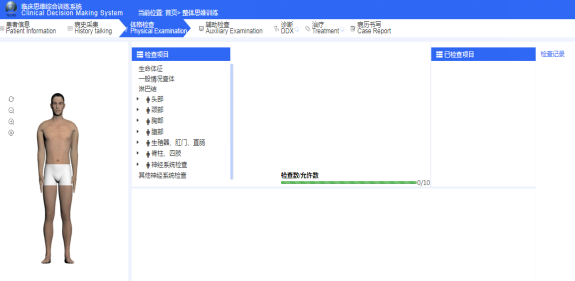 临床思维综合训练系统
Clinical Decision Making System
当前位置: 首页> 整体思维训练
患者信息
Patient Information
病史采集
History talking
体格检查
Physical Examination
辅助检查
Auxiliary Examination
诊断
DDX
治疗
Treatment
病历书写
Case Report
检查项目
已检查项目
检查记录
生命体征
一般情况查体
淋巴结
头部
颈部
胸部
腹部
生殖器、肛门、直肠
脊柱、四肢
神经系统检查
其他神经系统检查
检查数/允许数
0/10